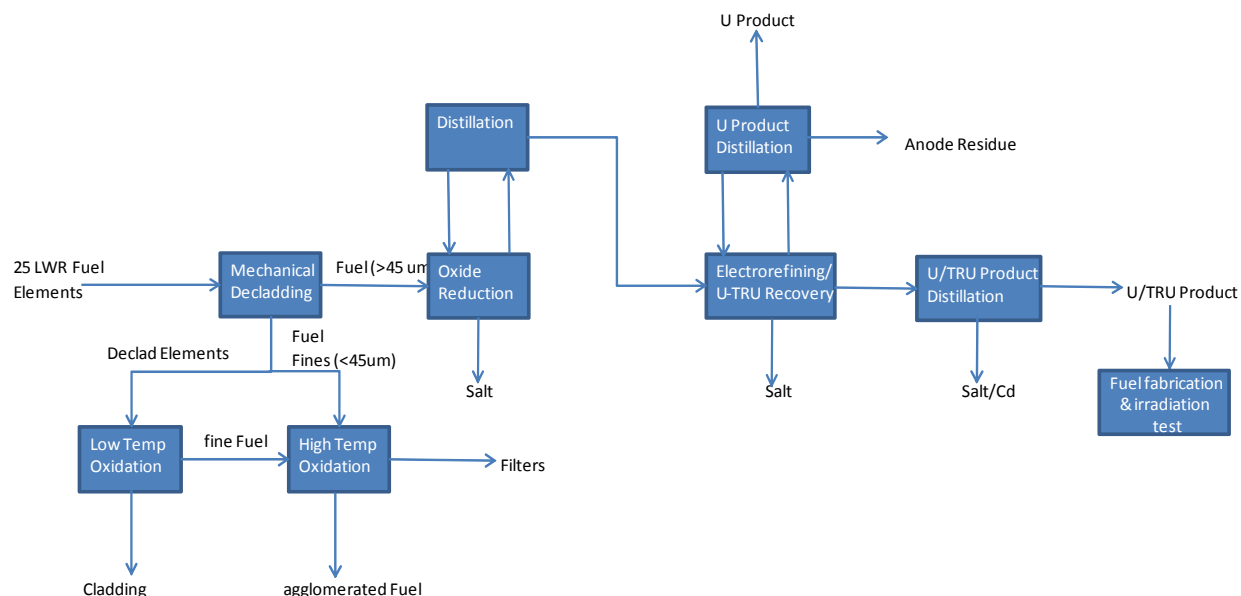 U Product
Distillation
U Product
Distillation
Anode Residue
25 LWR Fuel
Elements
Mechanical
Decladding
Fuel (>45 um
Oxide
Reduction
Electrorefining/
U-TRU Recovery
U/TRU Product
Distillation
U/TRU Product
Fuel
Fines (<45um)
Declad Elements
Salt
Salt
Salt/Cd
Fuel fabrication
& irradiation
test
Low Temp
Oxidation
fine Fuel
High Temp
Oxidation
Filters
Cladding
agglomerated Fuel